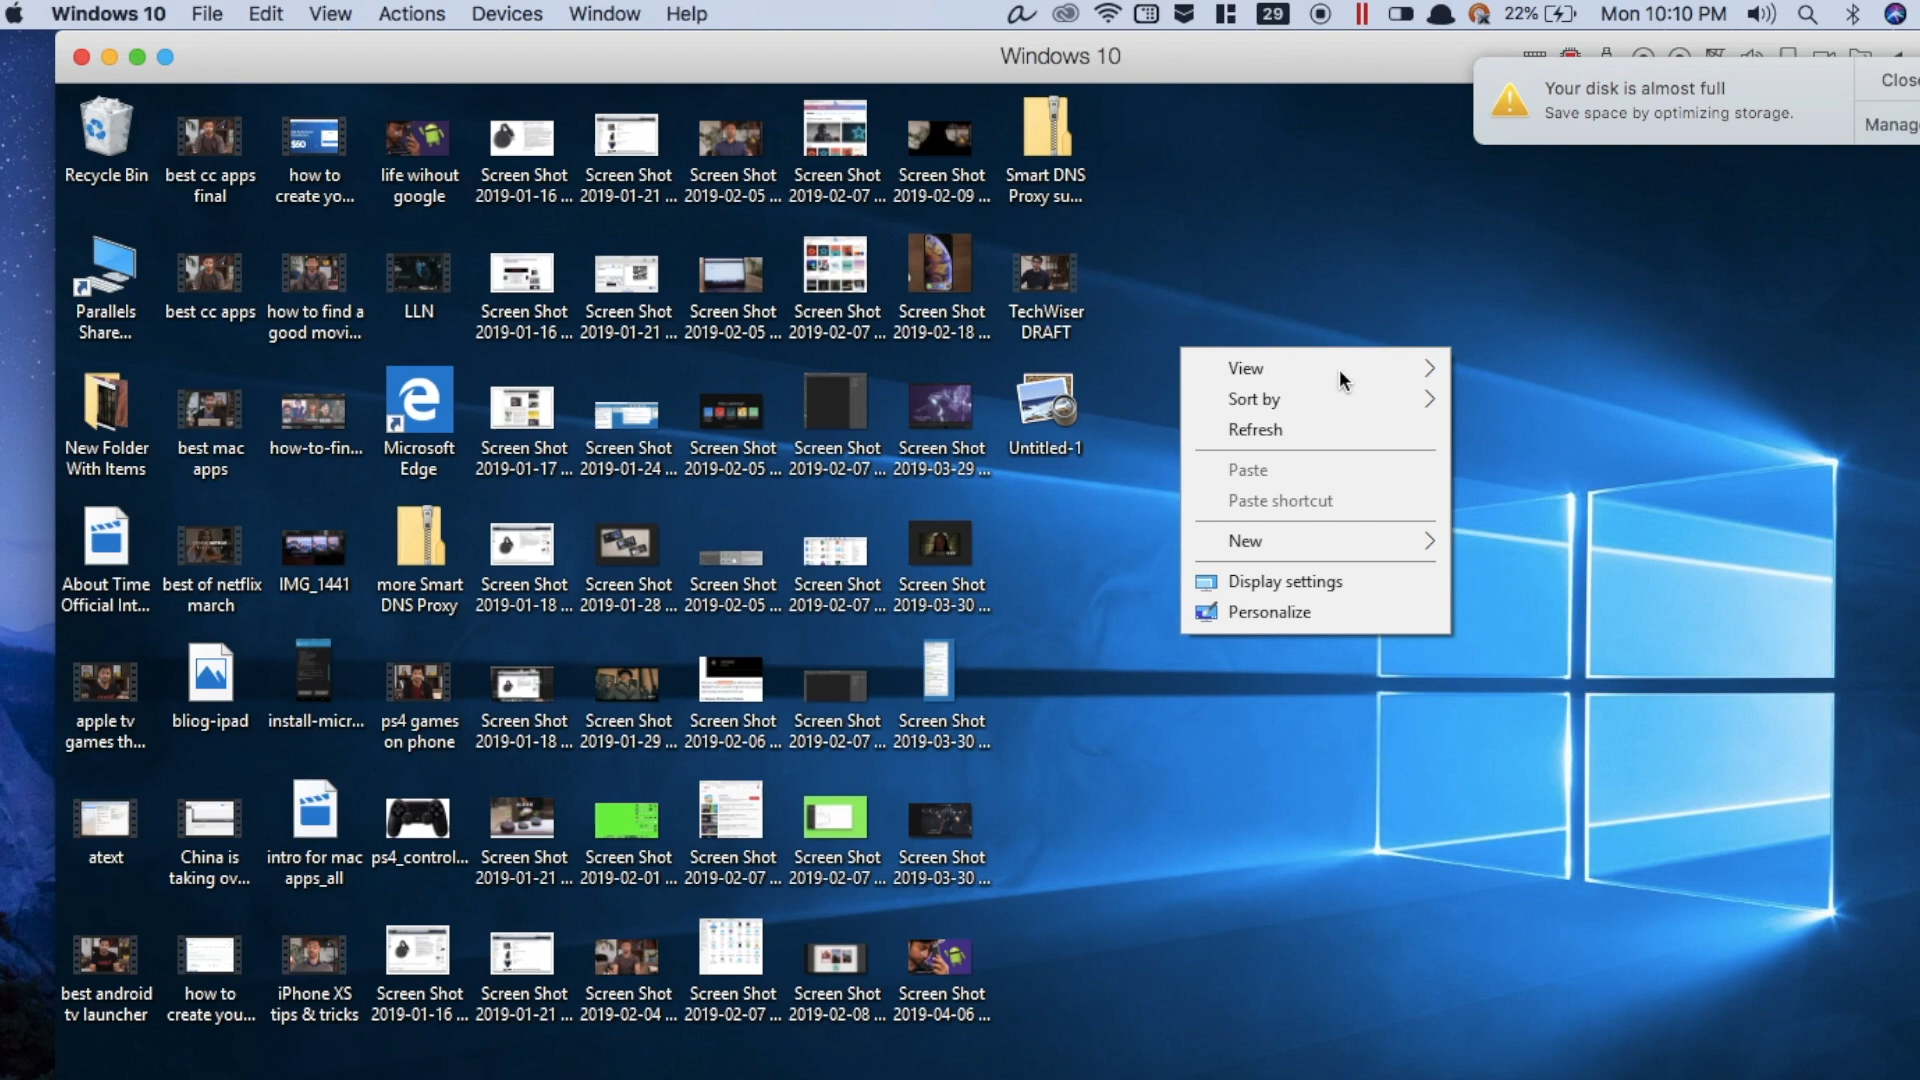 Windows 10 File Edit View Actions Devices Window Help 29 22% Mon 10:10 PM
Windows 10
Your disk is almost full
Save space by optimizing storage.
Recycle Bin
best cc apps
final
how to
create yo...
life wihout
google
Screen Shot
2019-01-16 ...
Screen Shot
2019-01-21 ...
Screen Shot
2019-02-05 ...
Screen Shot
2019-02-07 ...
Screen Shot
2019-02-09 ...
Smart DNS
Proxy su...
Parallels
Share...
best cc apps
how to find a
good movi...
LLN
Screen Shot
2019-01-16 ...
Screen Shot
2019-01-21 ...
Screen Shot
2019-02-05 ...
Screen Shot
2019-02-07 ...
Screen Shot
2019-02-18 ...
TechWiser
DRAFT
New Folder
With Items
best mac
apps
how-to-fin...
Microsoft
Edge
Screen Shot
2019-01-17 ...
Screen Shot
2019-01-24 ...
Screen Shot
2019-02-05 ...
Screen Shot
2019-02-07 ...
Screen Shot
2019-03-29 ...
Untitled-1
About Time
Official Int...
best of netflix
march
IMG_1441
more Smart
DNS Proxy
Screen Shot
2019-01-18 ...
Screen Shot
2019-01-28 ...
Screen Shot
2019-02-05 ...
Screen Shot
2019-02-07 ...
Screen Shot
2019-03-30 ...
apple tv
games th...
bliog-ipad
install-micr...
ps4 games
on phone
Screen Shot
2019-01-18 ...
Screen Shot
2019-01-29 ...
Screen Shot
2019-02-06 ...
Screen Shot
2019-02-07 ...
Screen Shot
2019-03-30 ...
atext
China is
taking ov...
intro for mac
apps_all
ps4_control...
Screen Shot
2019-01-21 ...
Screen Shot
2019-02-01 ...
Screen Shot
2019-02-07 ...
Screen Shot
2019-02-07 ...
Screen Shot
2019-03-30 ...
best android
tv launcher
how to
create you...
iPhone XS
tips & tricks
Screen Shot
2019-01-16 ...
Screen Shot
2019-01-21 ...
Screen Shot
2019-02-04 ...
Screen Shot
2019-02-07 ...
Screen Shot
2019-02-08 ...
Screen Shot
2019-04-06 ...
View
Sort by
Refresh
Paste
Paste shortcut
New
Display settings
Personalize